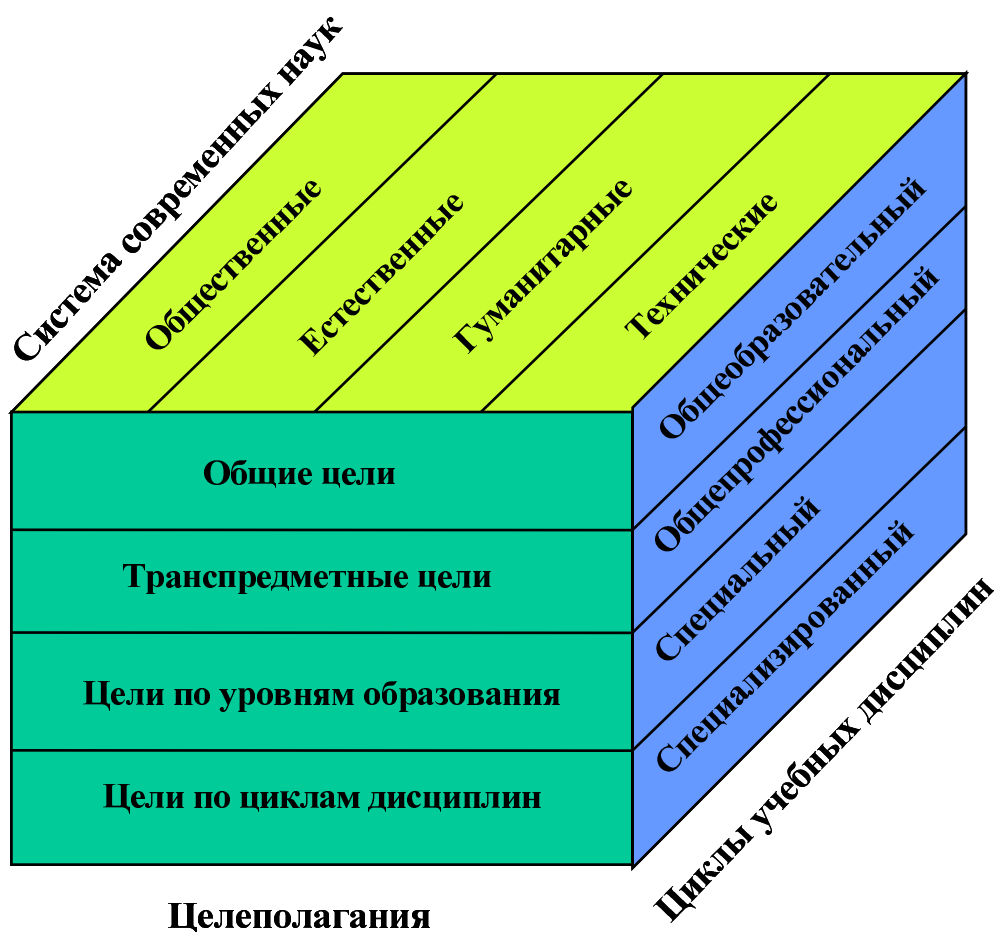 Система современных наук
Общественные
Естественные
Гуманитарные
Технические
Общеобразовательный
Общепрофессиональный
Специальный
Специализированный
Циклы учебных дисциплин
Общие цели
Транспредметные цели
Цели по уровням образования
Цели по циклам дисциплин
Целеполагания